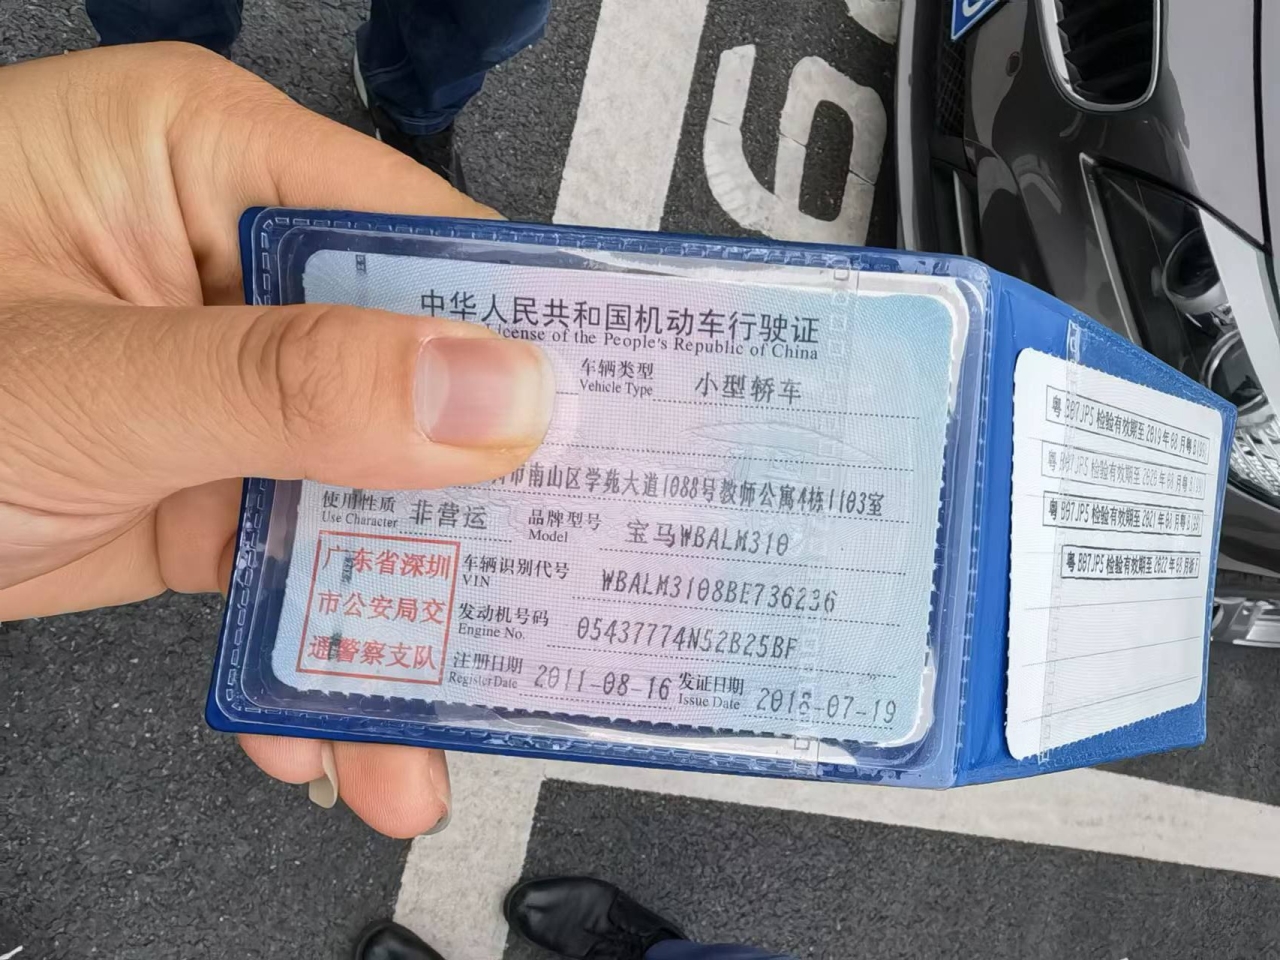 中华人民共和国机动车行驶证
License of the People's Republic of China
车辆类型 小型轿车
Vehicle Type
市南山区学苑大道1088号教师公寓4栋1103室
使用性质 非营运 品牌型号 宝马WBALM310
Use Character Model
广东省深圳
市公安局交
通警察支队
车辆识别代号 WBALM3108BE736236
VIN
发动机号码 05437774N52B25BF
Engine No.
注册日期 2011-08-16 发证日期 2018-07-19
Register Date Issue Date
粤B07JP5 检验有效期至2019年08月粤B
粤B07JP5 检验有效期至2020年08月粤B
粤B07JP5 检验有效期至2021年08月粤B
粤B07JP5 检验有效期至2022年08月